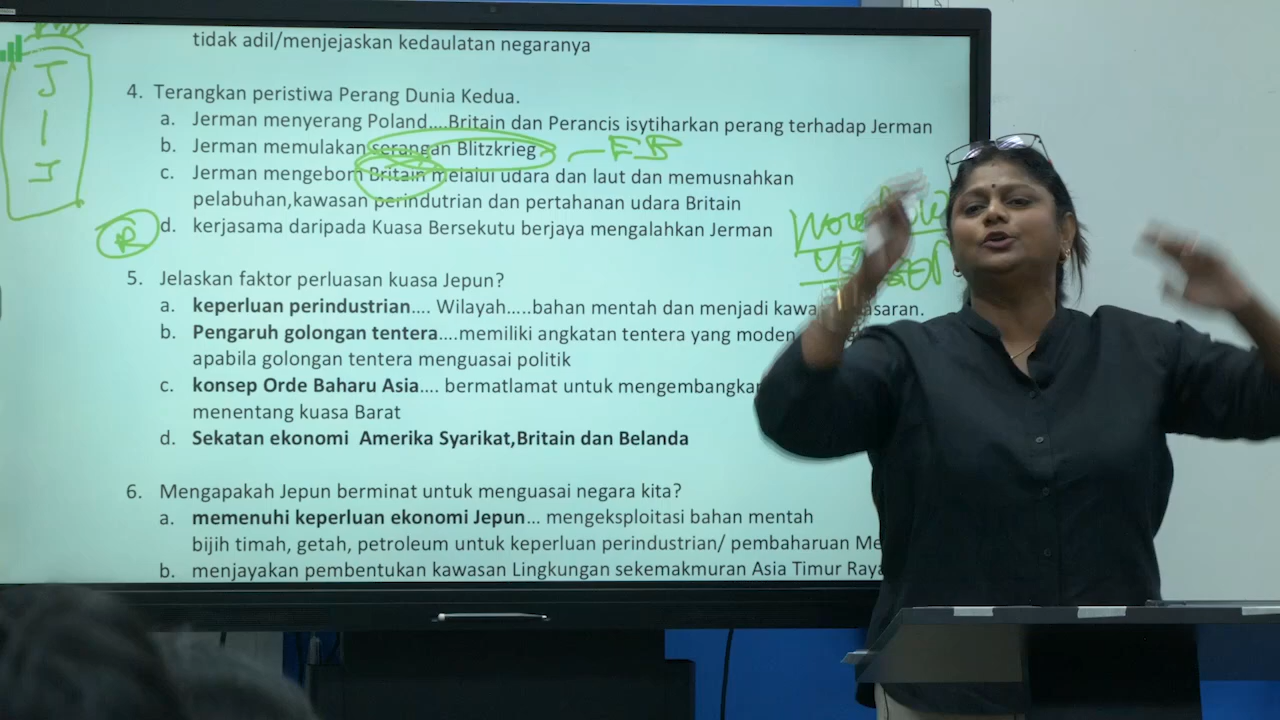 tidak adil/menjejaskan kedaulatan negaranya
J
I
J
4. Terangkan peristiwa Perang Dunia Kedua.
a. Jerman menyerang Poland....Britain dan Perancis isytiharkan perang terhadap Jerman
b. Jerman memulakan serangan Blitzkrieg
c. Jerman mengebom Britain melalui udara dan laut dan memusnahkan
pelabuhan,kawasan perindutrian dan pertahanan udara Britain
R
d. kerjasama daripada Kuasa Bersekutu berjaya mengalahkan Jerman
5. Jelaskan faktor perluasan kuasa Jepun?
a. keperluan perindustrian.... Wilayah.....bahan mentah dan menjadi
b. Pengaruh golongan tentera....memiliki angkatan tentera yang moden
apabila golongan tentera menguasai politik
c. konsep Orde Baharu Asia.... bermatlamat untuk
menentang kuasa Barat
d. Sekatan ekonomi Amerika Syarikat,Britain dan Belanda
6. Mengapakah Jepun berminat untuk menguasai negara kita?
a. memenuhi keperluan ekonomi Jepun... mengeksploitasi bahan mentah
bijih timah, getah, petroleum untuk keperluan perindustrian/ pembaharuan
b. menjayakan pembentukan kawasan Lingkungan sekemakmuran Asia Timur Raya